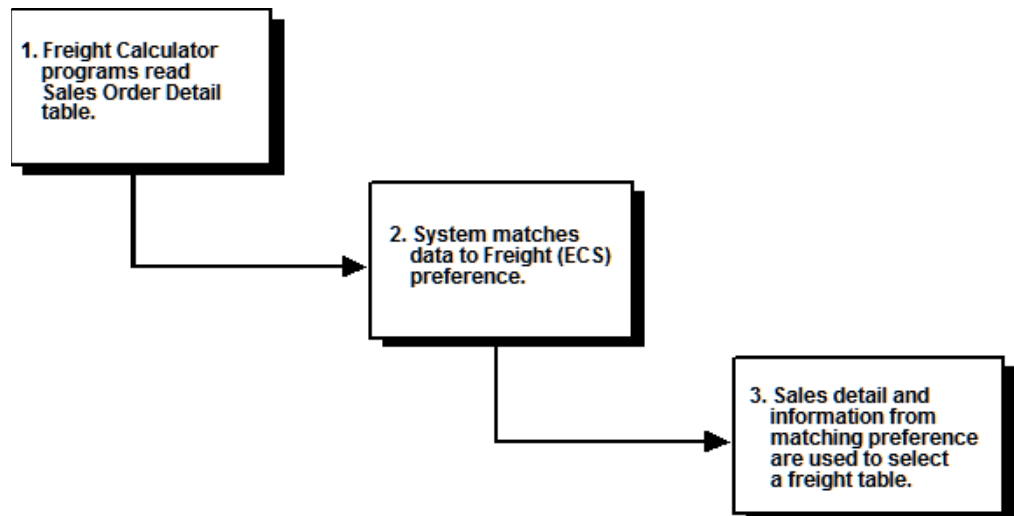 1. Freight Calculator
programs read
Sales Order Detail
table.
2. System matches
data to Freight (ECS)
preference.
3. Sales detail and
information from
matching preference
are used to select
a freight table.